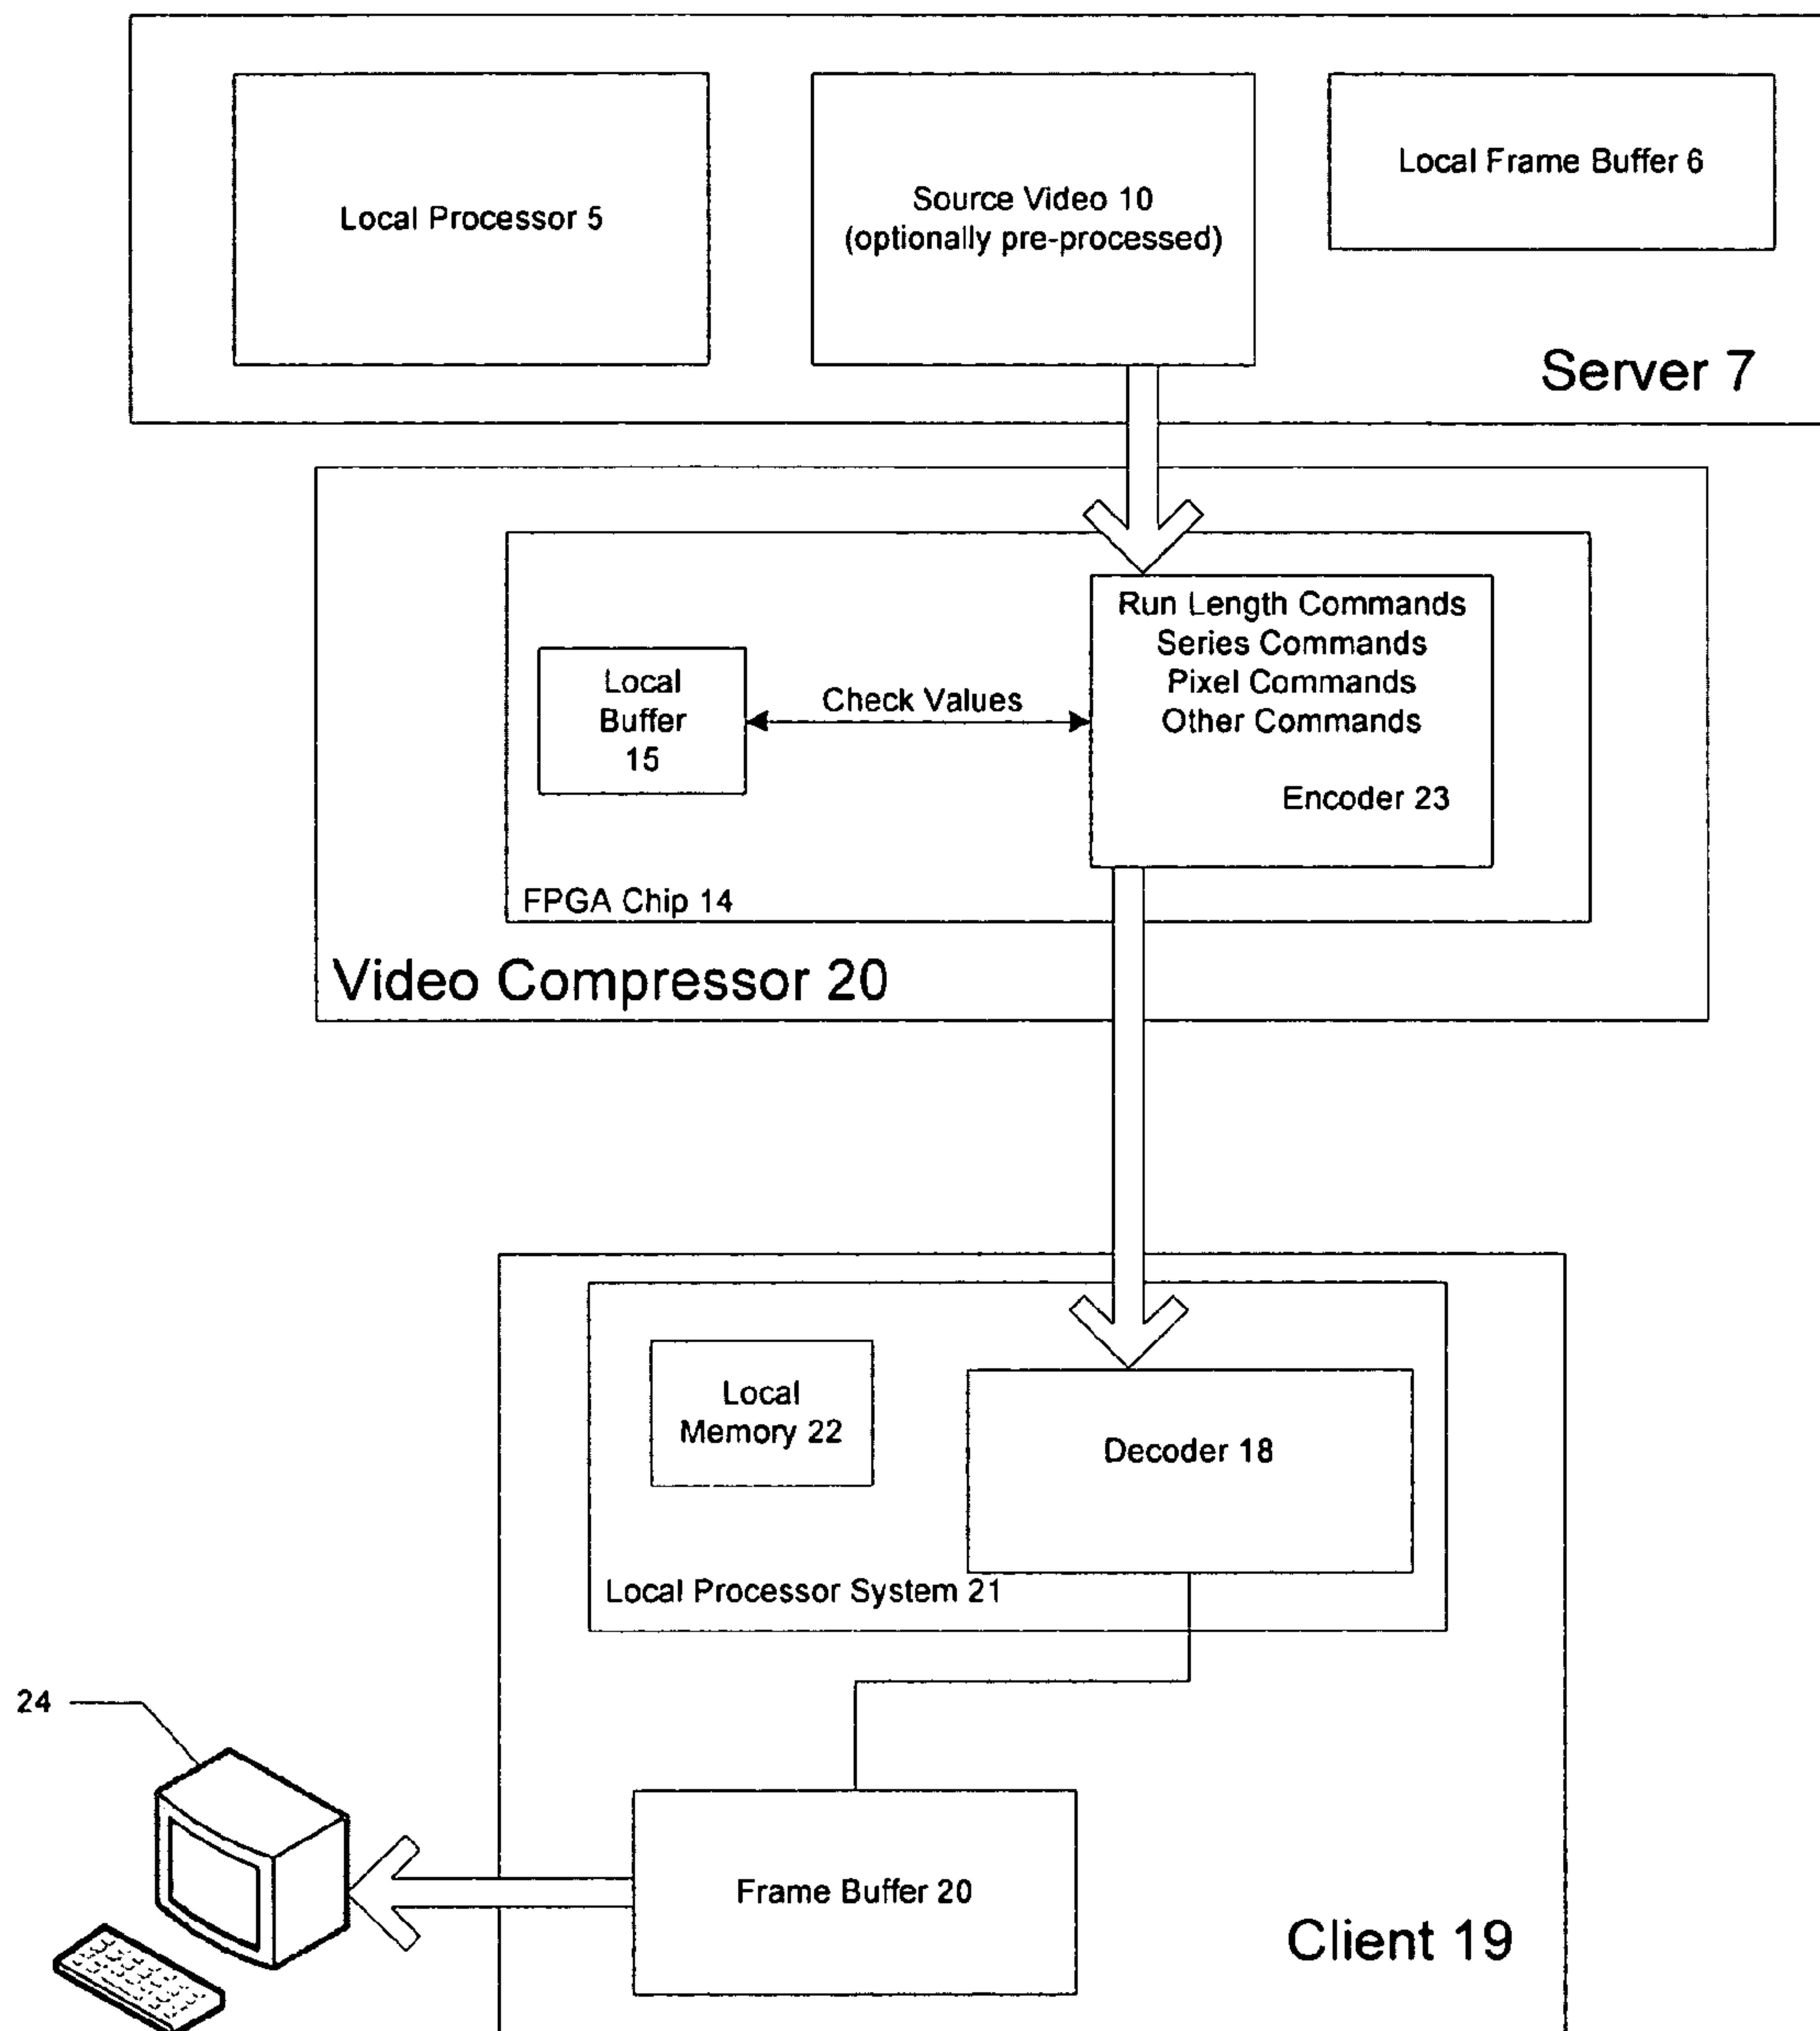 Local Processor 5
Source Video 10
(optionally pre-processed)
Local Frame Buffer 6
Server 7
Run Length Commands
Series Commands
Pixel Commands
Other Commands
Encoder 23
Local
Buffer
15
Check Values
FPGA Chip 14
Video Compressor 20
Local
Memory 22
Decoder 18
Local Processor System 21
24
Frame Buffer 20
Client 19